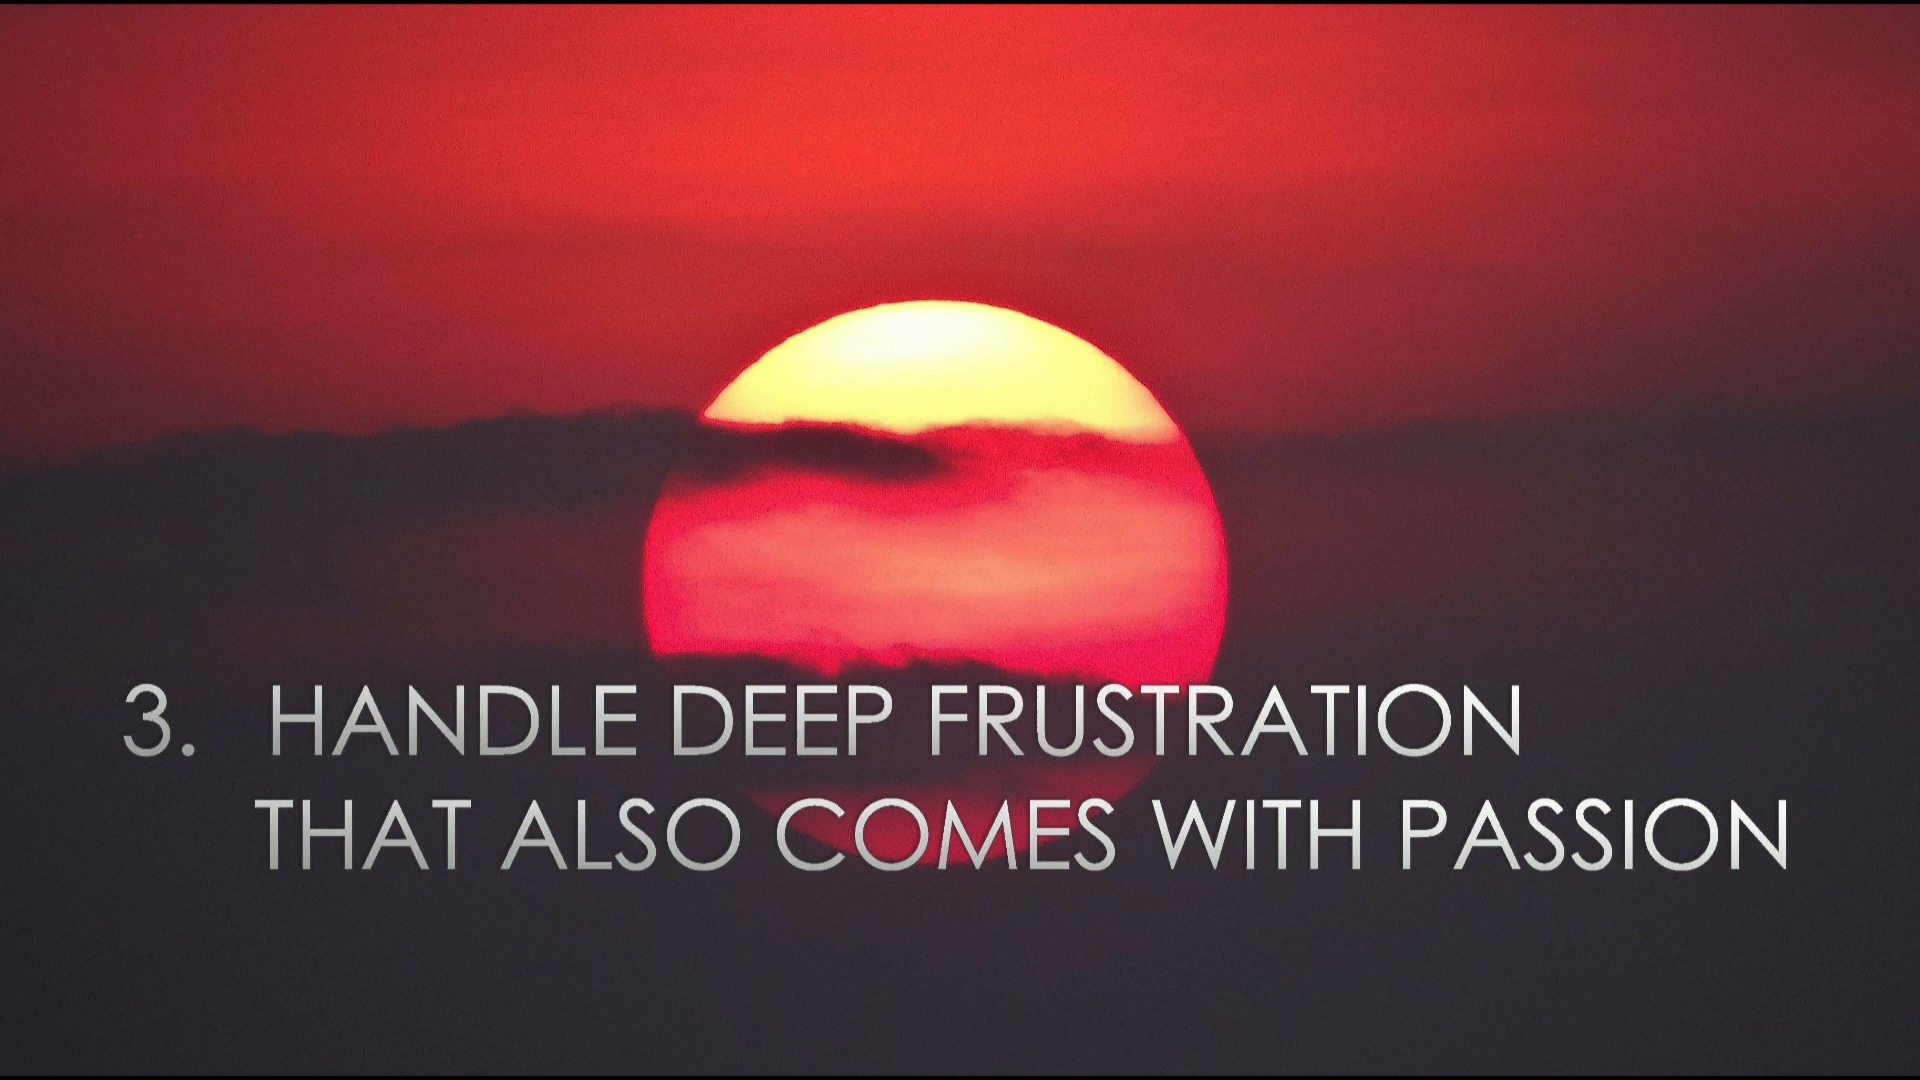 3. HANDLE DEEP FRUSTRATION
THAT ALSO COMES WITH PASSION